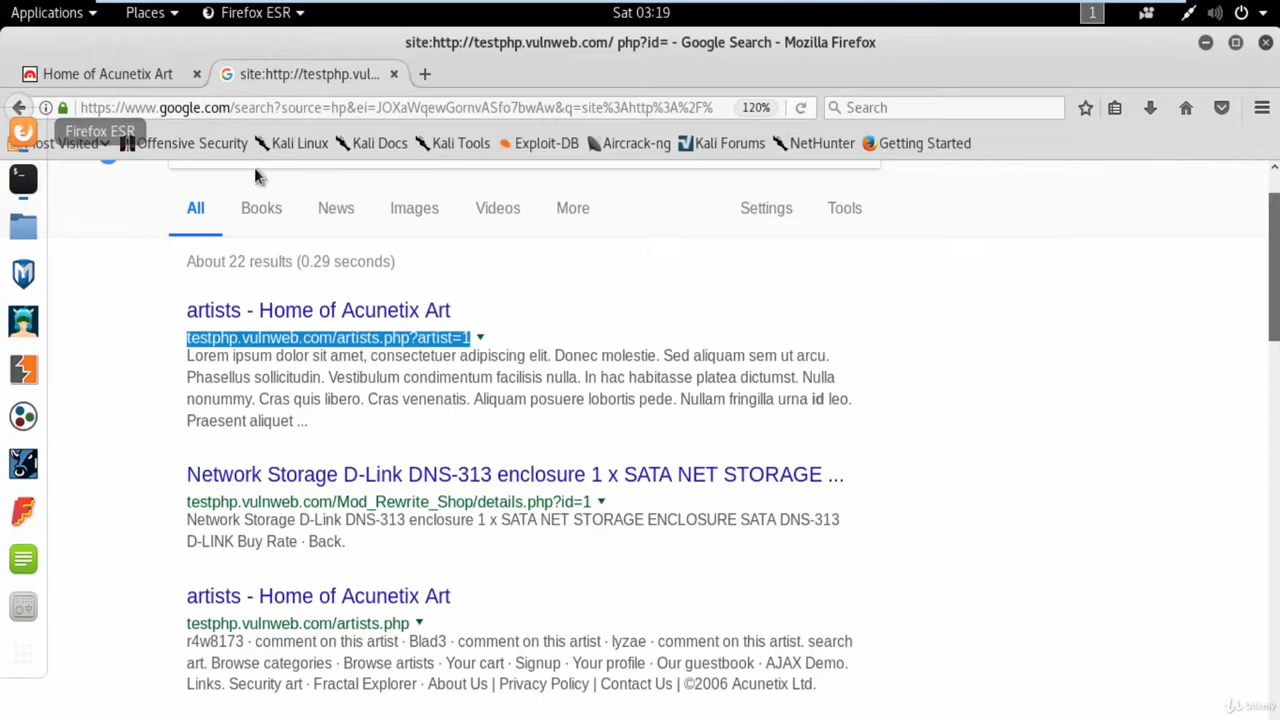 Applications Places Firefox ESR Sat 03:19 1
site:http://testphp.vulnweb.com/ php?id= - Google Search - Mozilla Firefox
Home of Acunetix Art site:http://testphp.vul...
https://www.google.com/search?source=hp&ei=JOXaWqewGornvASfo7bwAw&q=site%3Ahttp%3A%2F% 120% Search
Firefox ESR
ost Visited Offensive Security Kali Linux Kali Docs Kali Tools Exploit-DB Aircrack-ng Kali Forums NetHunter Getting Started
All Books News Images Videos More Settings Tools
About 22 results (0.29 seconds)
artists - Home of Acunetix Art
testphp.vulnweb.com/artists.php?artist=1
Lorem ipsum dolor sit amet, consectetuer adipiscing elit. Donec molestie. Sed aliquam sem ut arcu.
Phasellus sollicitudin. Vestibulum condimentum facilisis nulla. In hac habitasse platea dictumst. Nulla
nonummy. Cras quis libero. Cras venenatis. Aliquam posuere lobortis pede. Nullam fringilla urna id leo.
Praesent aliquet ...
Network Storage D-Link DNS-313 enclosure 1 x SATA NET STORAGE ...
testphp.vulnweb.com/Mod_Rewrite_Shop/details.php?id=1
Network Storage D-Link DNS-313 enclosure 1 x SATA NET STORAGE ENCLOSURE SATA DNS-313
D-LINK Buy Rate · Back.
artists - Home of Acunetix Art
testphp.vulnweb.com/artists.php
r4w8173 · comment on this artist · Blad3 · comment on this artist · lyzae · comment on this artist. search
art. Browse categories · Browse artists · Your cart · Signup · Your profile · Our guestbook · AJAX Demo.
Links. Security art · Fractal Explorer · About Us | Privacy Policy | Contact Us | ©2006 Acunetix Ltd.
Udemy